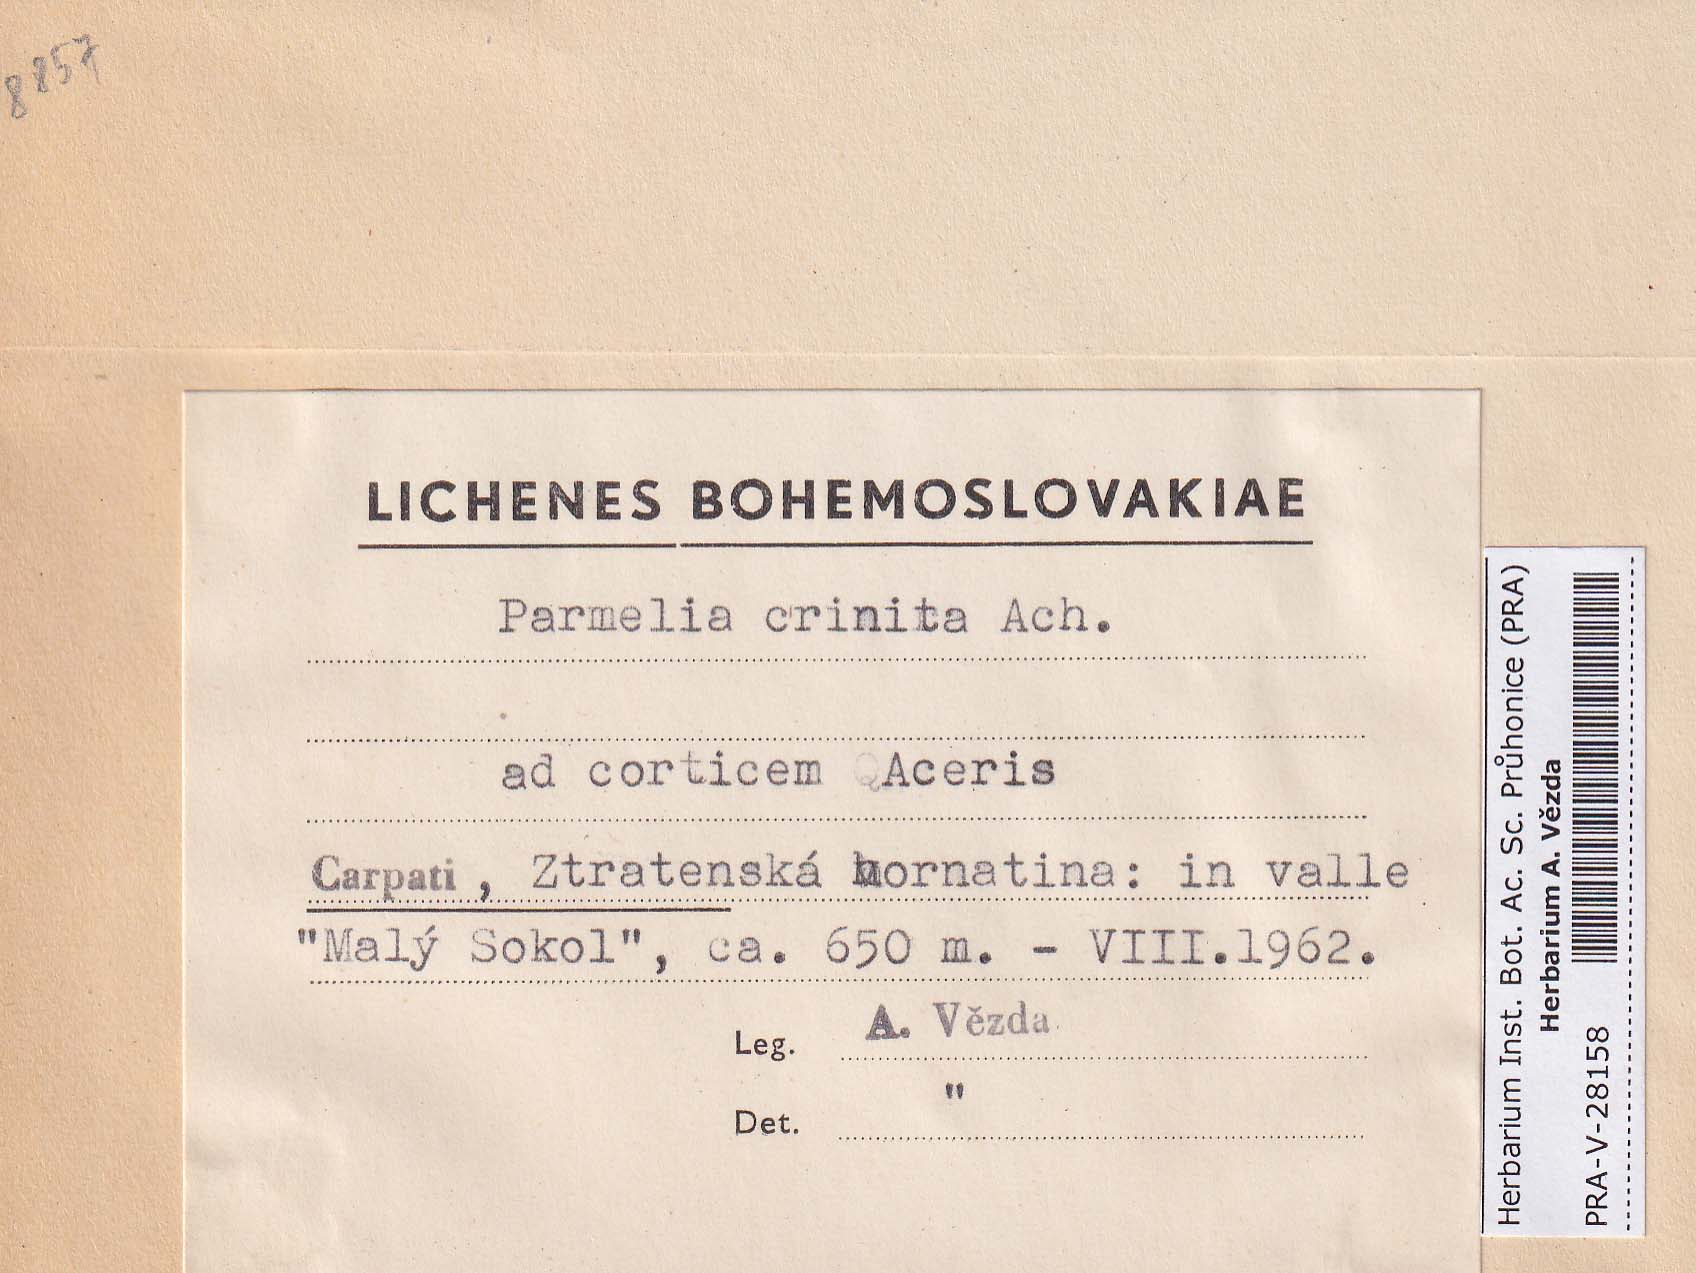 8857
LICHENES BOHEMOSLOVAKIAE
Parmelia crinita Ach.
ad corticem Aceris
Carpati, Ztratenská hornatina: in valle
"Malý Sokol", ca. 650 m. - VIII.1962.
Leg. A. Vězda
Det. "
Herbarium Inst. Bot. Ac. Sc. Průhonice (PRA)
Herbarium A. Vězda
PRA-V-28158